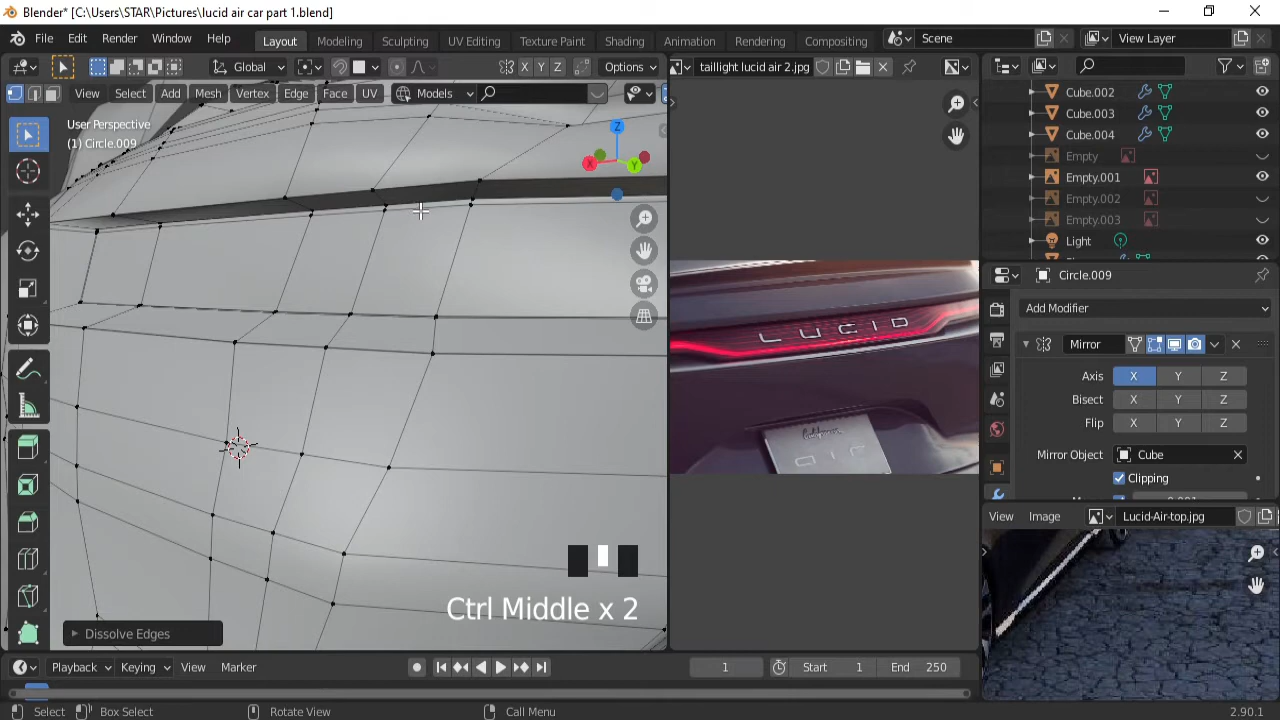 Blender* [C:\Users\STAR\Pictures\lucid air car part 1.blend]
File Edit Render Window Help
Layout Modeling Sculpting UV Editing Texture Paint Shading Animation Rendering Compositing
Scene
View Layer
Global
Options
taillight lucid air 2.jpg
View Select Add Mesh Vertex Edge Face UV
Models
User Perspective
(1) Circle.009
Z
X
Y
Cube.002
Cube.003
Cube.004
Empty
Empty.001
Empty.002
Empty.003
Light
Circle.009
Add Modifier
Mirror
Axis X Y Z
Bisect X Y Z
Flip X Y Z
Mirror Object Cube
Clipping
LUCID
California
AIR
View Image Lucid-Air-top.jpg
Ctrl Middle x 2
Dissolve Edges
Playback Keying View Marker
1 Start 1 End 250
Select Box Select Rotate View Call Menu 2.90.1